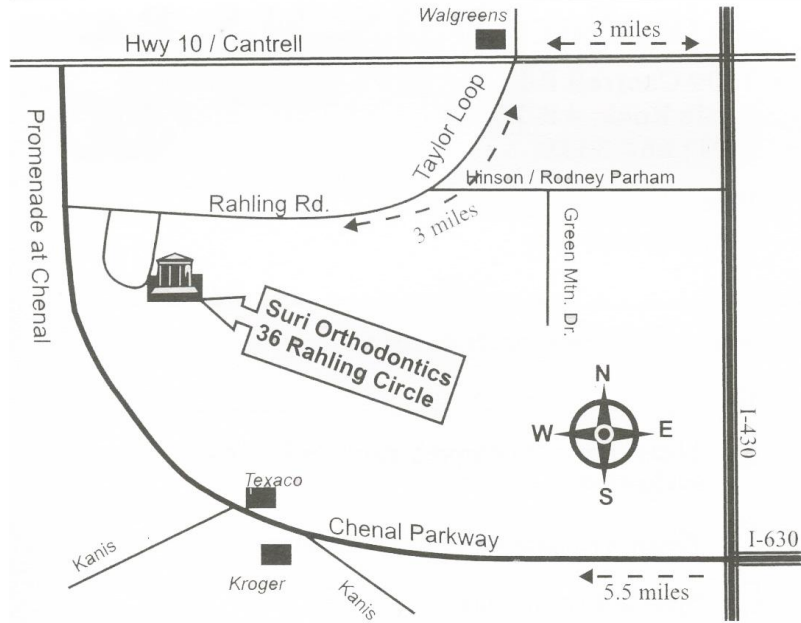 Walgreens
Hwy 10 / Cantrell
3 miles
Promenade at Chenal
Taylor Loop
Rahling Rd.
Hinson / Rodney Parham
3 miles
Green Mtn. Dr.
Suri Orthodontics
36 Rahling Circle
N
W
E
S
I-430
Texaco
Chenal Parkway
I-630
Kanis
Kroger
Kanis
5.5 miles